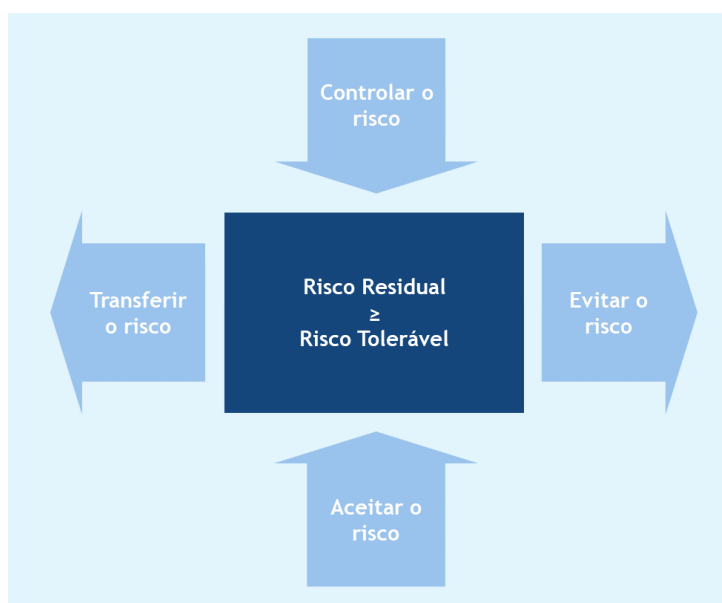 Controlar o
risco
Transferir
o risco
Risco Residual
≥
Risco Tolerável
Evitar o
risco
Aceitar o
risco